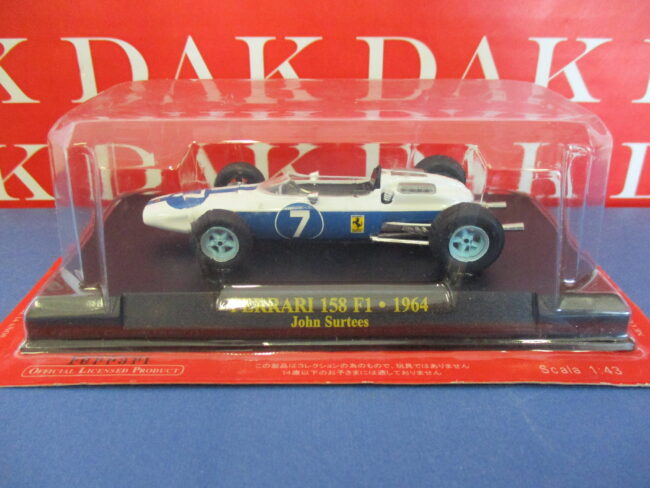 DAK DAK DAK
7
FERRARI 158 F1 • 1964
John Surtees
Ferrari
OFFICIAL LICENSED PRODUCT
この製品はコレクションの為のもので、玩具ではありません
14歳以下のお子さまには適しておりません
Scala 1:43